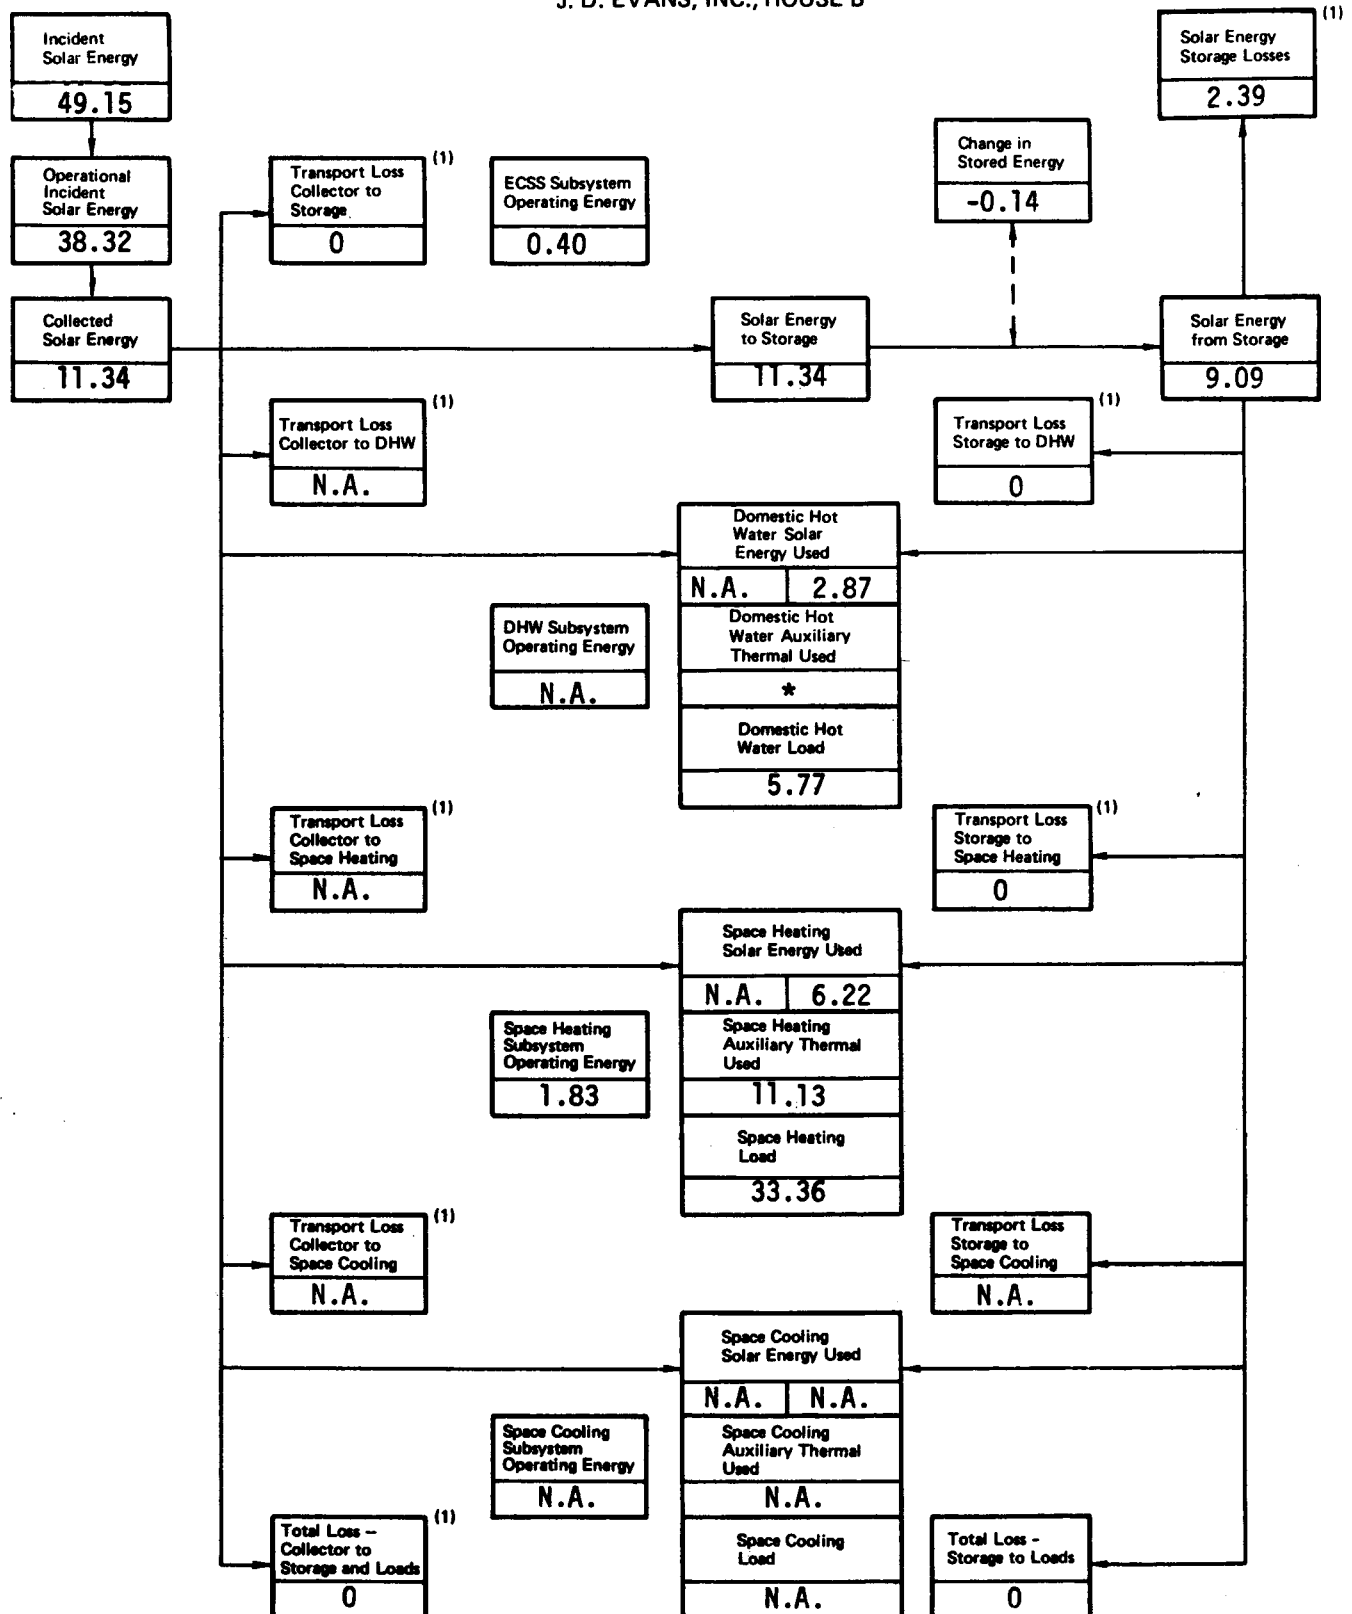 J. D. EVANS, INC., HOUSE B
Incident
Solar Energy
49.15
(1)
Solar Energy
Storage Losses
2.39
Operational
Incident
Solar Energy
38.32
(1)
Transport Loss
Collector to
Storage
0
ECSS Subsystem
Operating Energy
0.40
Change in
Stored Energy
-0.14
Collected
Solar Energy
11.34
Solar Energy
to Storage
11.34
Solar Energy
from Storage
9.09
(1)
Transport Loss
Collector to DHW
N.A.
(1)
Transport Loss
Storage to DHW
0
Domestic Hot
Water Solar
Energy Used
N.A. 2.87
DHW Subsystem
Operating Energy
N.A.
Domestic Hot
Water Auxiliary
Thermal Used
*
Domestic Hot
Water Load
5.77
(1)
Transport Loss
Collector to
Space Heating
N.A.
(1)
Transport Loss
Storage to
Space Heating
0
Space Heating
Solar Energy Used
N.A. 6.22
Space Heating
Subsystem
Operating Energy
1.83
Space Heating
Auxiliary Thermal
Used
11.13
Space Heating
Load
33.36
(1)
Transport Loss
Collector to
Space Cooling
N.A.
Transport Loss
Storage to
Space Cooling
N.A.
Space Cooling
Solar Energy Used
N.A. N.A.
Space Cooling
Subsystem
Operating Energy
N.A.
Space Cooling
Auxiliary Thermal
Used
N.A.
Space Cooling
Load
N.A.
(1)
Total Loss –
Collector to
Storage and Loads
0
Total Loss -
Storage to Loads
0